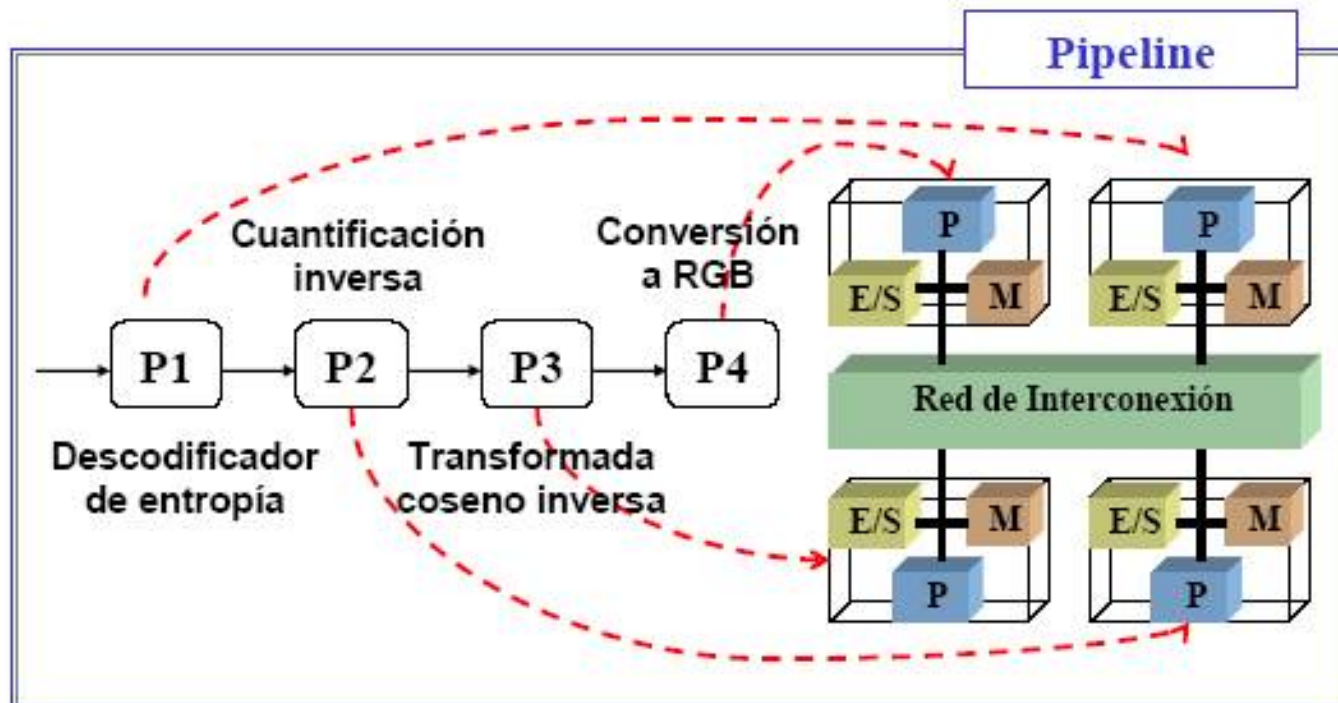 Pipeline
Cuantificación
inversa
Conversión
a RGB
P1
P2
P3
P4
Descodificador
de entropía
Transformada
coseno inversa
P
E/S
M
P
E/S
M
Red de Interconexión
E/S
M
P
E/S
M
P